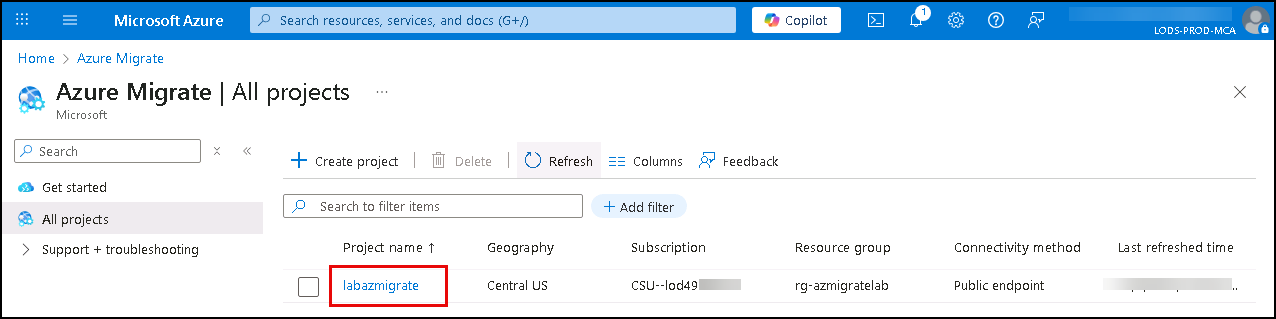 Microsoft Azure
Search resources, services, and docs (G+/)
Copilot
1
LODS-PROD-MCA
Home > Azure Migrate
Azure Migrate | All projects ...
Microsoft
Search
Create project
Delete
Refresh
Columns
Feedback
Get started
All projects
Support + troubleshooting
Search to filter items
Add filter
Project name ↑ Geography Subscription Resource group Connectivity method Last refreshed time
labazmigrate Central US CSU--lod49 rg-azmigratelab Public endpoint